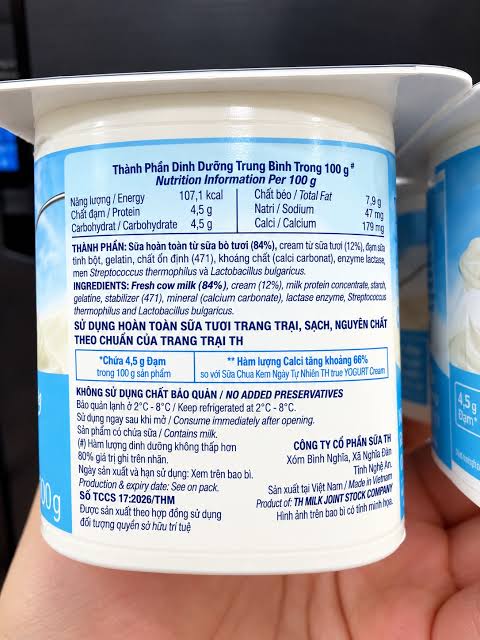 Thành Phần Dinh Dưỡng Trung Bình Trong 100 g #
Nutrition Information Per 100 g
Năng lượng / Energy 107,1 kcal
Chất đạm / Protein 4,5 g
Carbohydrat / Carbohydrate 4,5 g
Chất béo / Total Fat 7,9 g
Natri / Sodium 47 mg
Calci / Calcium 179 mg
THÀNH PHẦN: Sữa hoàn toàn từ sữa bò tươi (84%), cream từ sữa tươi (12%), đạm sữa,
tinh bột, gelatin, chất ổn định (471), khoáng chất (calci carbonat), enzyme lactase,
men Streptococcus thermophilus và Lactobacillus bulgaricus.
INGREDIENTS: Fresh cow milk (84%), cream (12%), milk protein concentrate, starch,
gelatine, stabilizer (471), mineral (calcium carbonate), lactase enzyme, Streptococcus
thermophilus and Lactobacillus bulgaricus.
SỬ DỤNG HOÀN TOÀN SỮA TƯƠI TRANG TRẠI, SẠCH, NGUYÊN CHẤT
THEO CHUẨN CỦA TRANG TRẠI TH
*Chứa 4,5 g Đạm
trong 100 g sản phẩm
** Hàm lượng Calci tăng khoảng 66%
so với Sữa Chua Kem Ngày Tự Nhiên TH true YOGURT Cream
KHÔNG SỬ DỤNG CHẤT BẢO QUẢN / NO ADDED PRESERVATIVES
Bảo quản lạnh ở 2°C - 8°C / Keep refrigerated at 2°C - 8°C.
Sử dụng ngay sau khi mở / Consume immediately after opening.
Sản phẩm có chứa sữa / Contains milk.
(#) Hàm lượng dinh dưỡng không thấp hơn
80% giá trị ghi trên nhãn.
Ngày sản xuất và hạn sử dụng: Xem trên bao bì.
Production & expiry date: See on pack.
SỐ TCCS 17:2026/THM
Được sản xuất theo hợp đồng sử dụng
đối tượng quyền sở hữu trí tuệ
CÔNG TY CỔ PHẦN SỮA TH
Xóm Bình Nghĩa, Xã Nghĩa Đàn
Tỉnh Nghệ An.
Sản xuất tại Việt Nam / Made in Vietnam
Product of: TH MILK JOINT STOCK COMPANY
Hình ảnh trên bao bì có tính minh họa.
00g
4,5 g
Đạm*